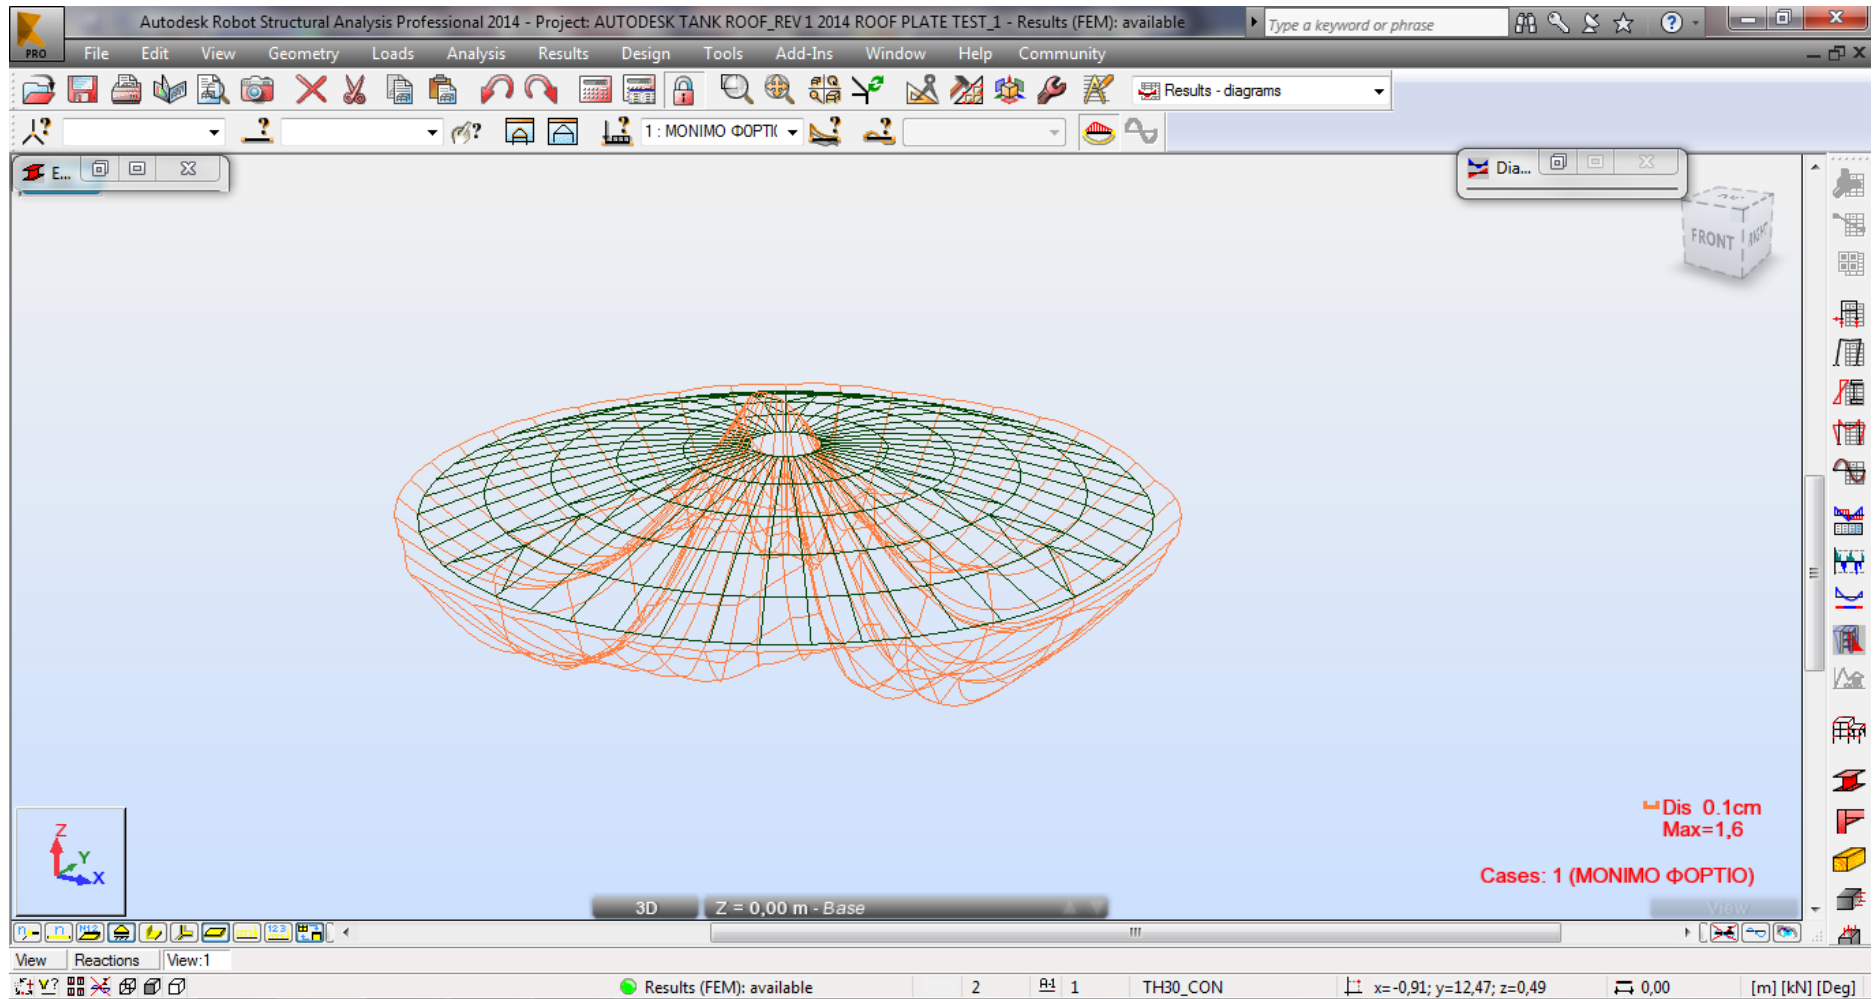 Autodesk Robot Structural Analysis Professional 2014 - Project: AUTODESK TANK ROOF_REV 1 2014 ROOF PLATE TEST_1 - Results (FEM): available
Type a keyword or phrase
PRO
File Edit View Geometry Loads Analysis Results Design Tools Add-Ins Window Help Community
Results - diagrams
1 : ΜΟΝΙΜΟ ΦΟΡΤΙ
E...
Dia...
FRONT
RIGHT
Z
Y
X
Dis 0.1cm
Max=1,6
Cases: 1 (ΜΟΝΙΜΟ ΦΟΡΤΙΟ)
3D
Z = 0,00 m - Base
View
View Reactions View:1
Results (FEM): available
2
1
TH30_CON
x=-0,91; y=12,47; z=0,49
0,00
[m] [kN] [Deg]